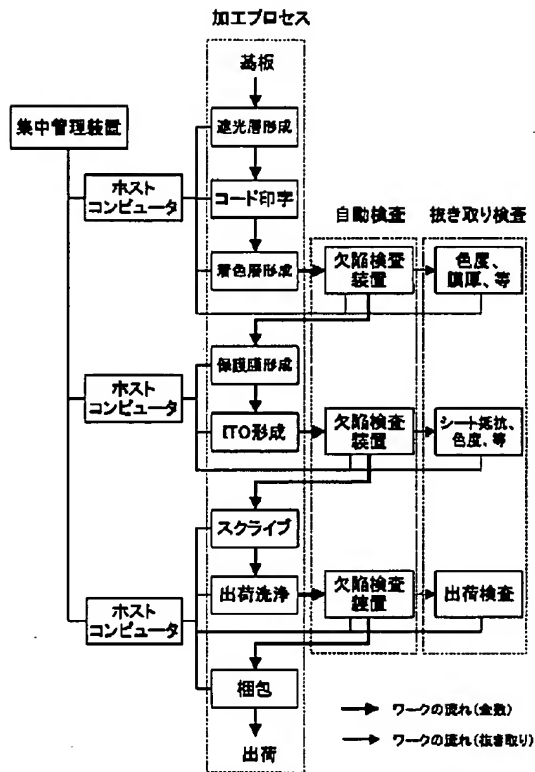 加工プロセス
基板
集中管理装置
遮光層形成
ホスト
コンピュータ
コード印字
自動検査
抜き取り検査
着色層形成
欠陥検査
装置
色度、
膜厚、等
保護膜形成
ホスト
コンピュータ
ITO形成
欠陥検査
装置
シート抵抗、
色度、等
スクライブ
出荷洗浄
欠陥検査
装置
出荷検査
ホスト
コンピュータ
梱包
出荷
ワークの流れ(全数)
ワークの流れ(抜き取り)